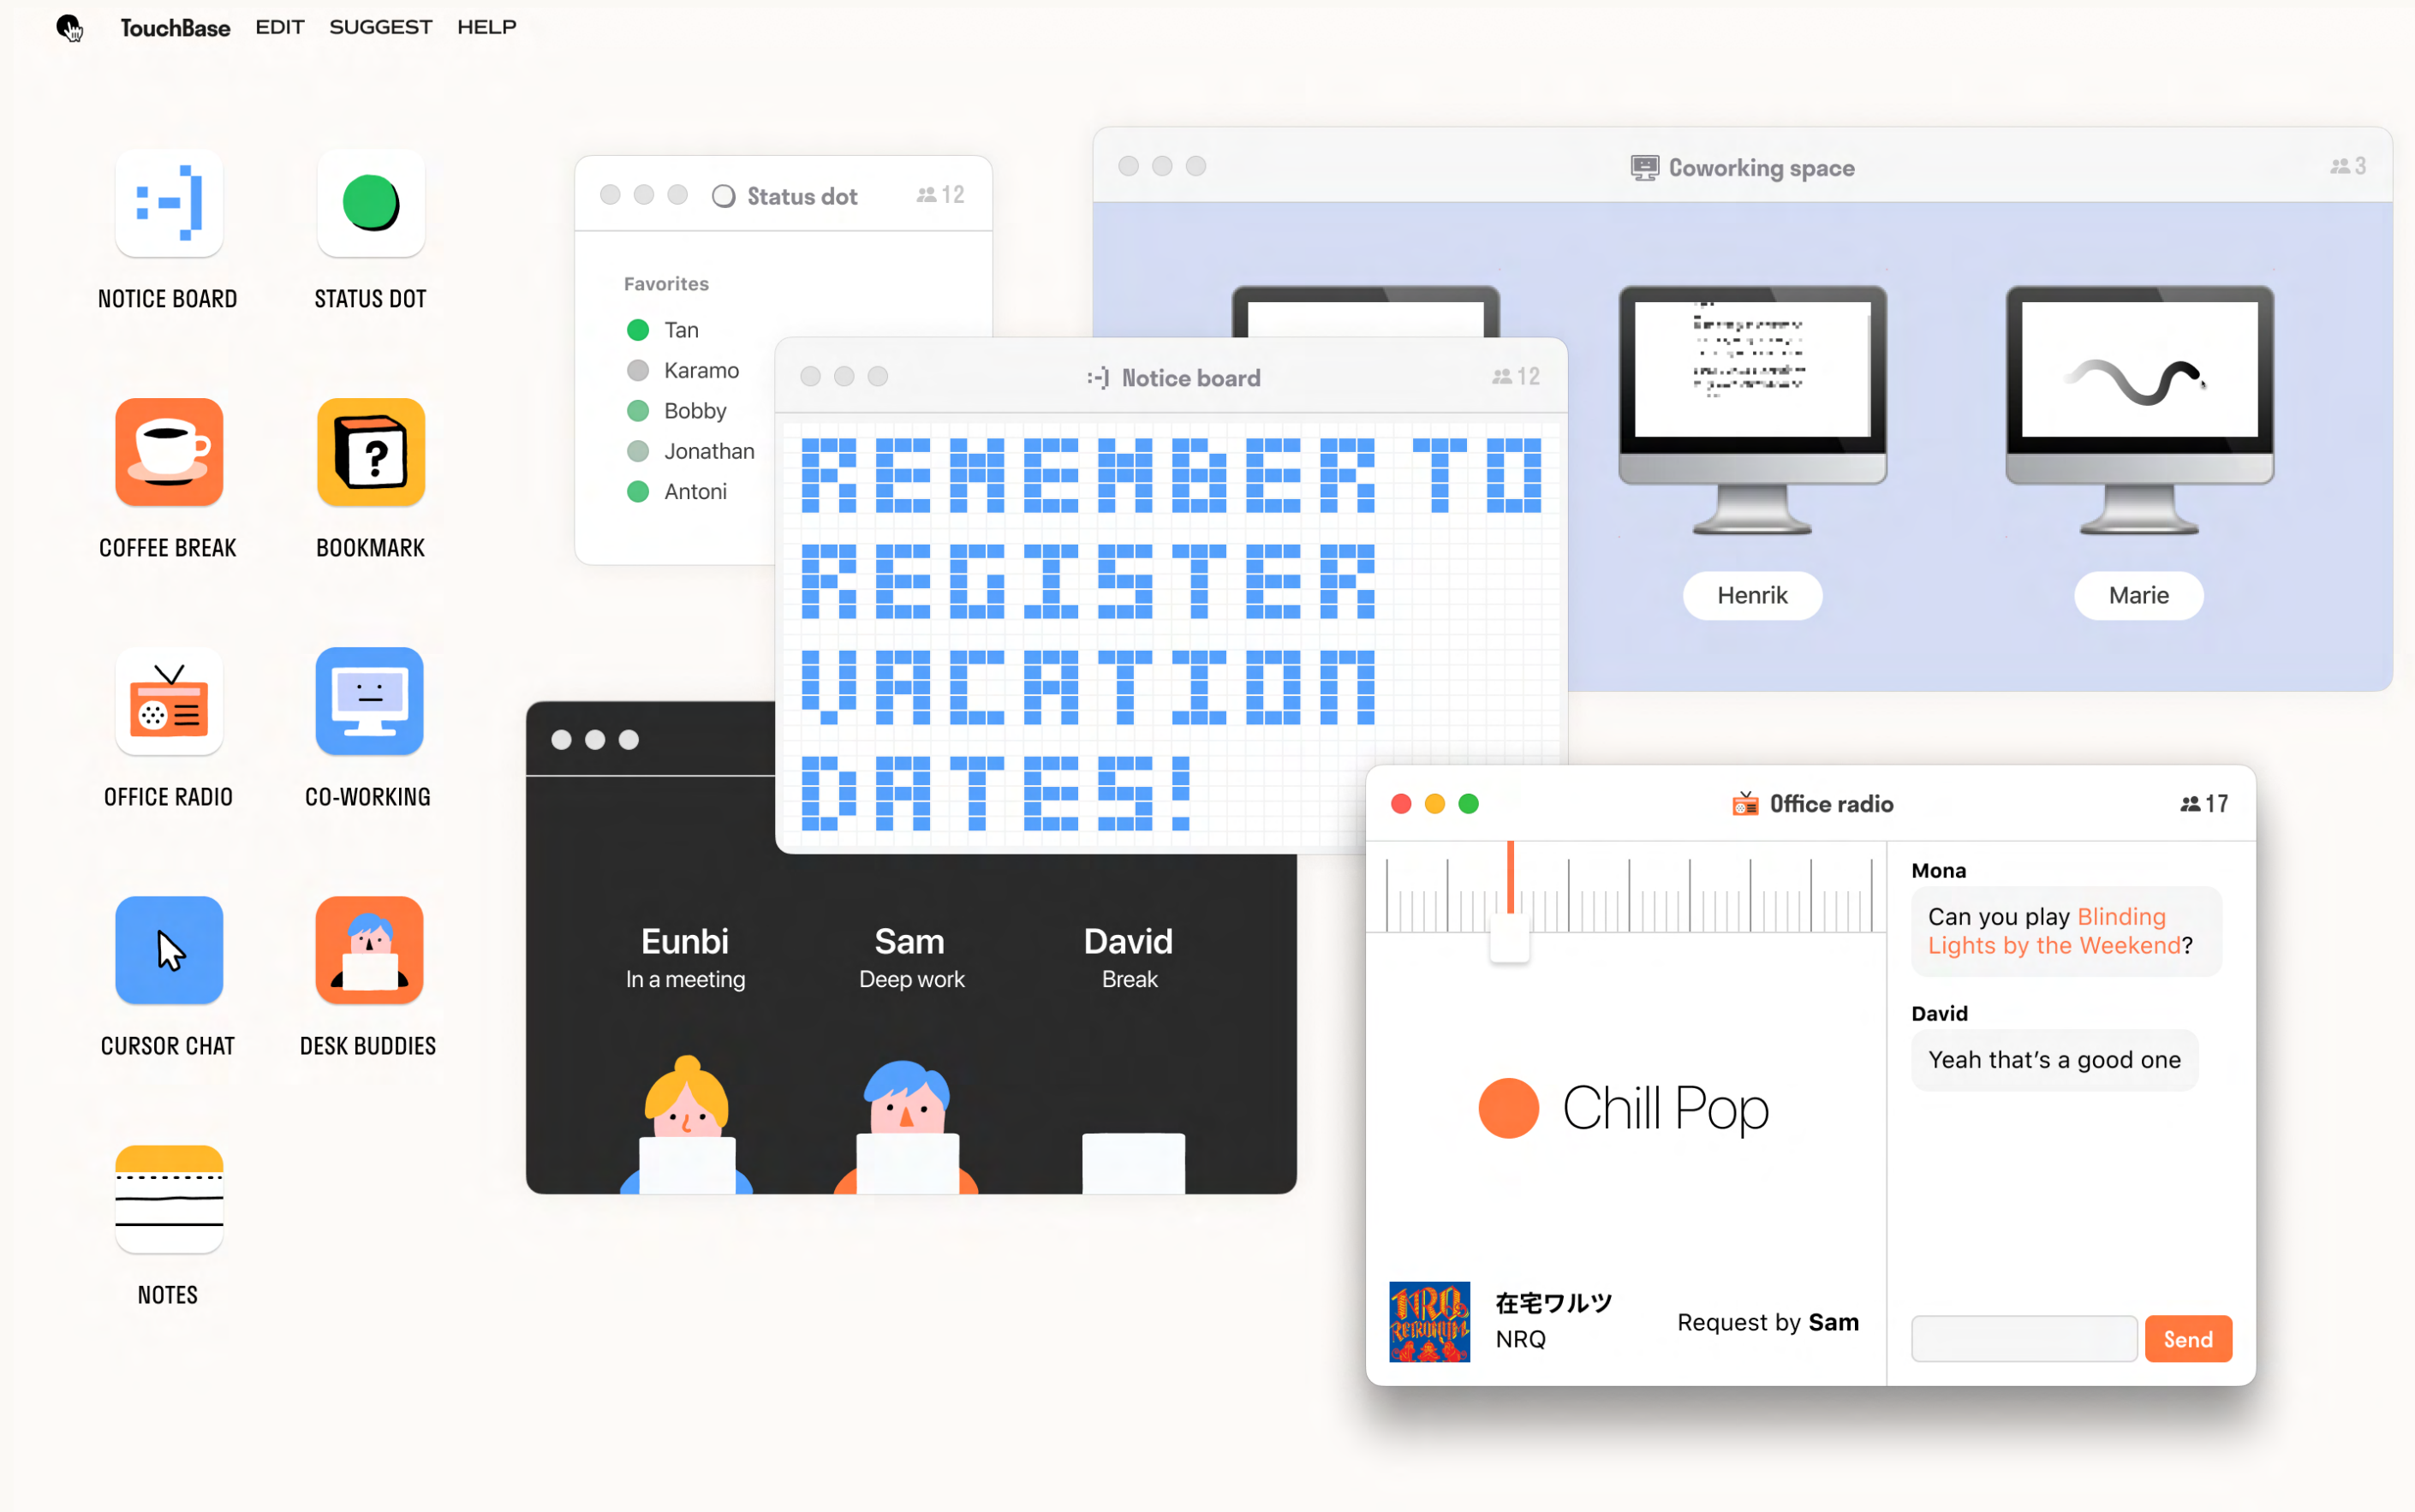 TouchBase EDIT SUGGEST HELP
NOTICE BOARD
STATUS DOT
COFFEE BREAK
?
BOOKMARK
OFFICE RADIO
CO-WORKING
CURSOR CHAT
DESK BUDDIES
NOTES
Status dot
12
Favorites
Tan
Karamo
Bobby
Jonathan
Antoni
Coworking space
3
Henrik
Marie
:-] Notice board
12
REMEMBER TO
REGISTER
VACATION
DATES!
Eunbi
In a meeting
Sam
Deep work
David
Break
Office radio
17
Chill Pop
NRQ
RETRONYM
在宅ワルツ
NRQ
Request by Sam
Mona
Can you play Blinding
Lights by the Weekend?
David
Yeah that's a good one
Send